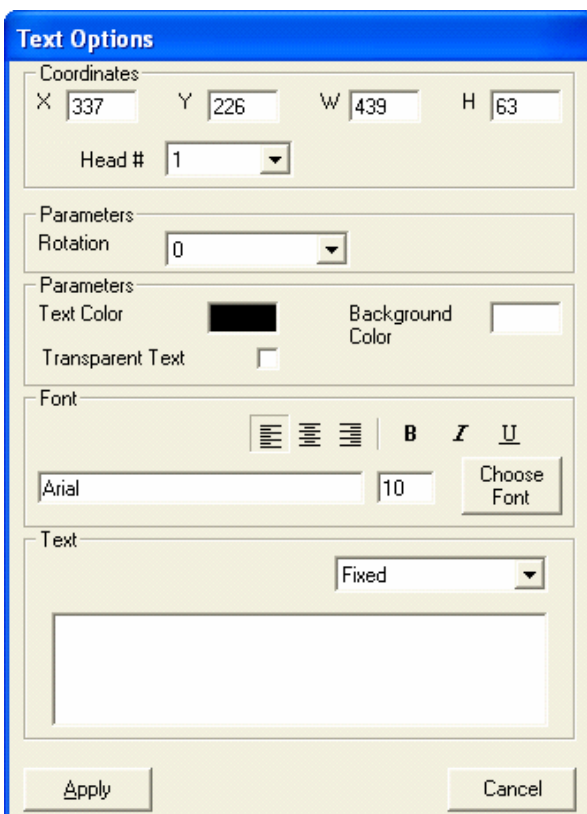 Text Options
Coordinates
X 337 Y 226 W 439 H 63
Head # 1
Parameters
Rotation 0
Parameters
Text Color Background Color
Transparent Text
Font
B I U
Arial 10 Choose Font
Text
Fixed
Apply Cancel